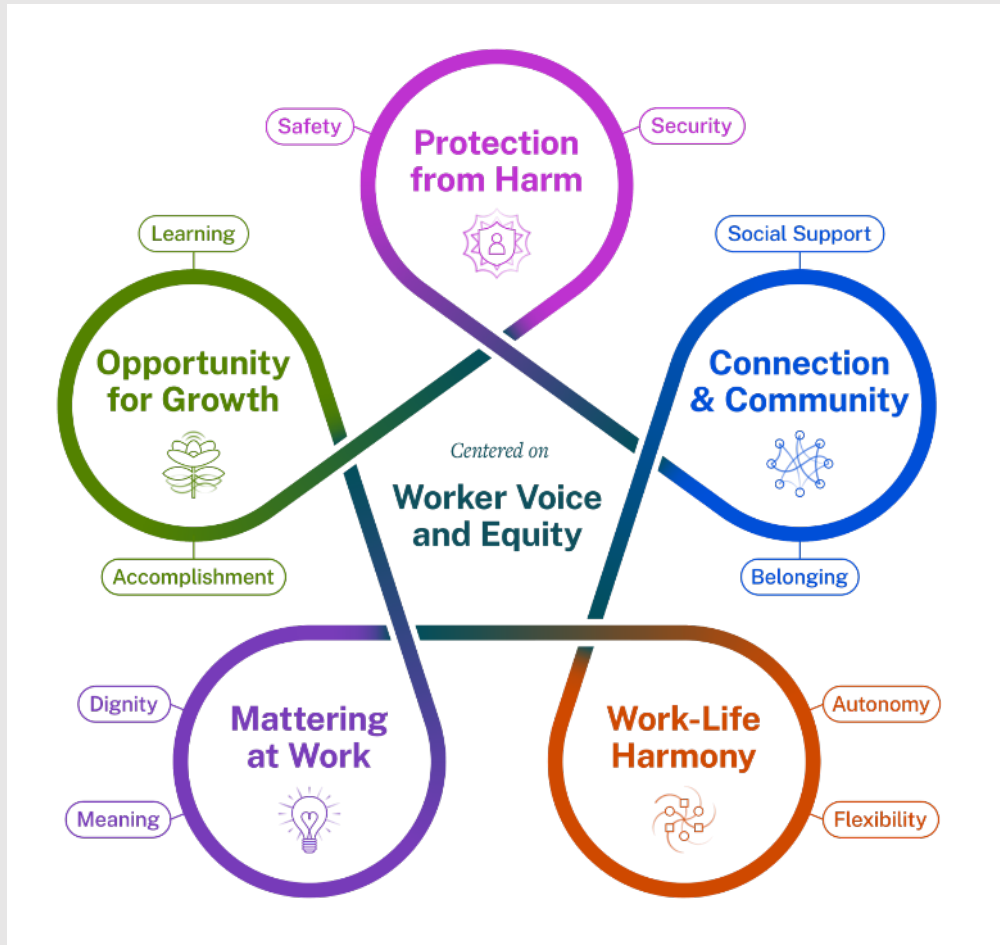 Safety
Protection
from Harm
Security
Learning
Opportunity
for Growth
Accomplishment
Social Support
Connection
& Community
Belonging
Centered on
Worker Voice
and Equity
Dignity
Mattering
at Work
Meaning
Work-Life
Harmony
Autonomy
Flexibility